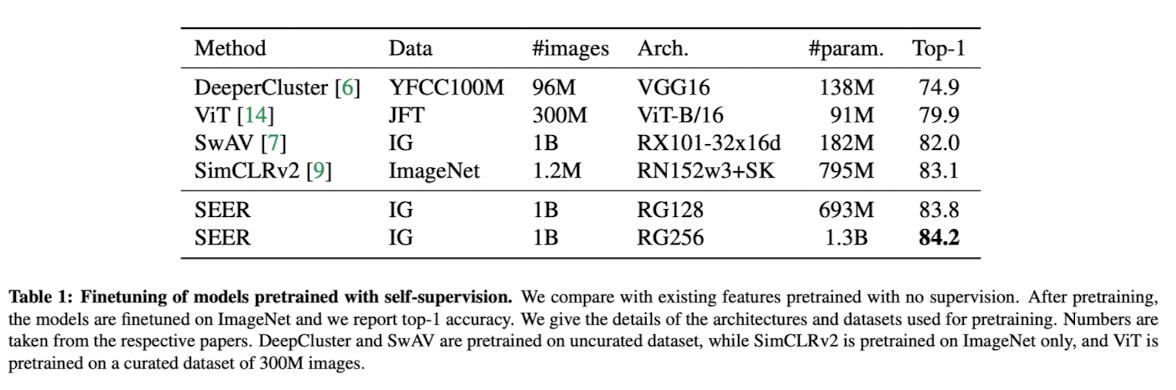 Method Data #images Arch. #param. Top-1
DeeperCluster [6] YFCC100M 96M VGG16 138M 74.9
ViT [14] JFT 300M ViT-B/16 91M 79.9
SwAV [7] IG 1B RX101-32x16d 182M 82.0
SimCLRv2 [9] ImageNet 1.2M RN152w3+SK 795M 83.1
SEER IG 1B RG128 693M 83.8
SEER IG 1B RG256 1.3B 84.2
Table 1: Finetuning of models pretrained with self-supervision. We compare with existing features pretrained with no supervision. After pretraining,
the models are finetuned on ImageNet and we report top-1 accuracy. We give the details of the architectures and datasets used for pretraining. Numbers are
taken from the respective papers. DeepCluster and SwAV are pretrained on uncurated dataset, while SimCLRv2 is pretrained on ImageNet only, and ViT is
pretrained on a curated dataset of 300M images.